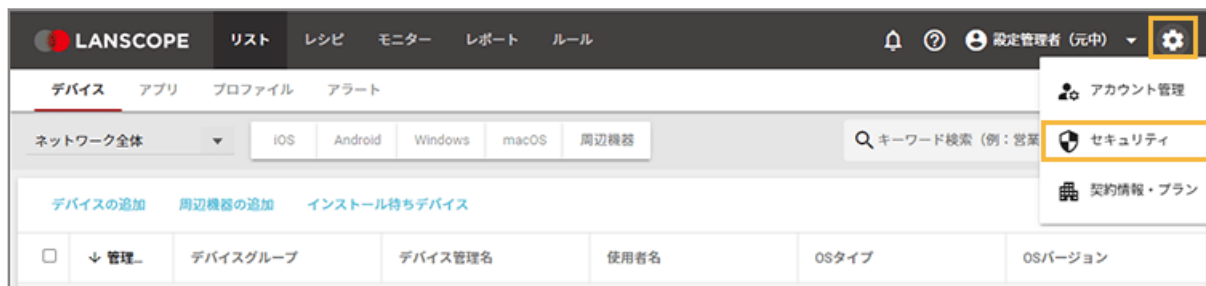 LANSCOPE リスト レシピ モニター レポート ルール 設定管理者（元中）
デバイス アプリ プロファイル アラート
アカウント管理
ネットワーク全体 iOS Android Windows macOS 周辺機器 キーワード検索（例：営業
セキュリティ
契約情報・プラン
デバイスの追加 周辺機器の追加 インストール待ちデバイス
管理… デバイスグループ デバイス管理名 使用者名 OSタイプ OSバージョン